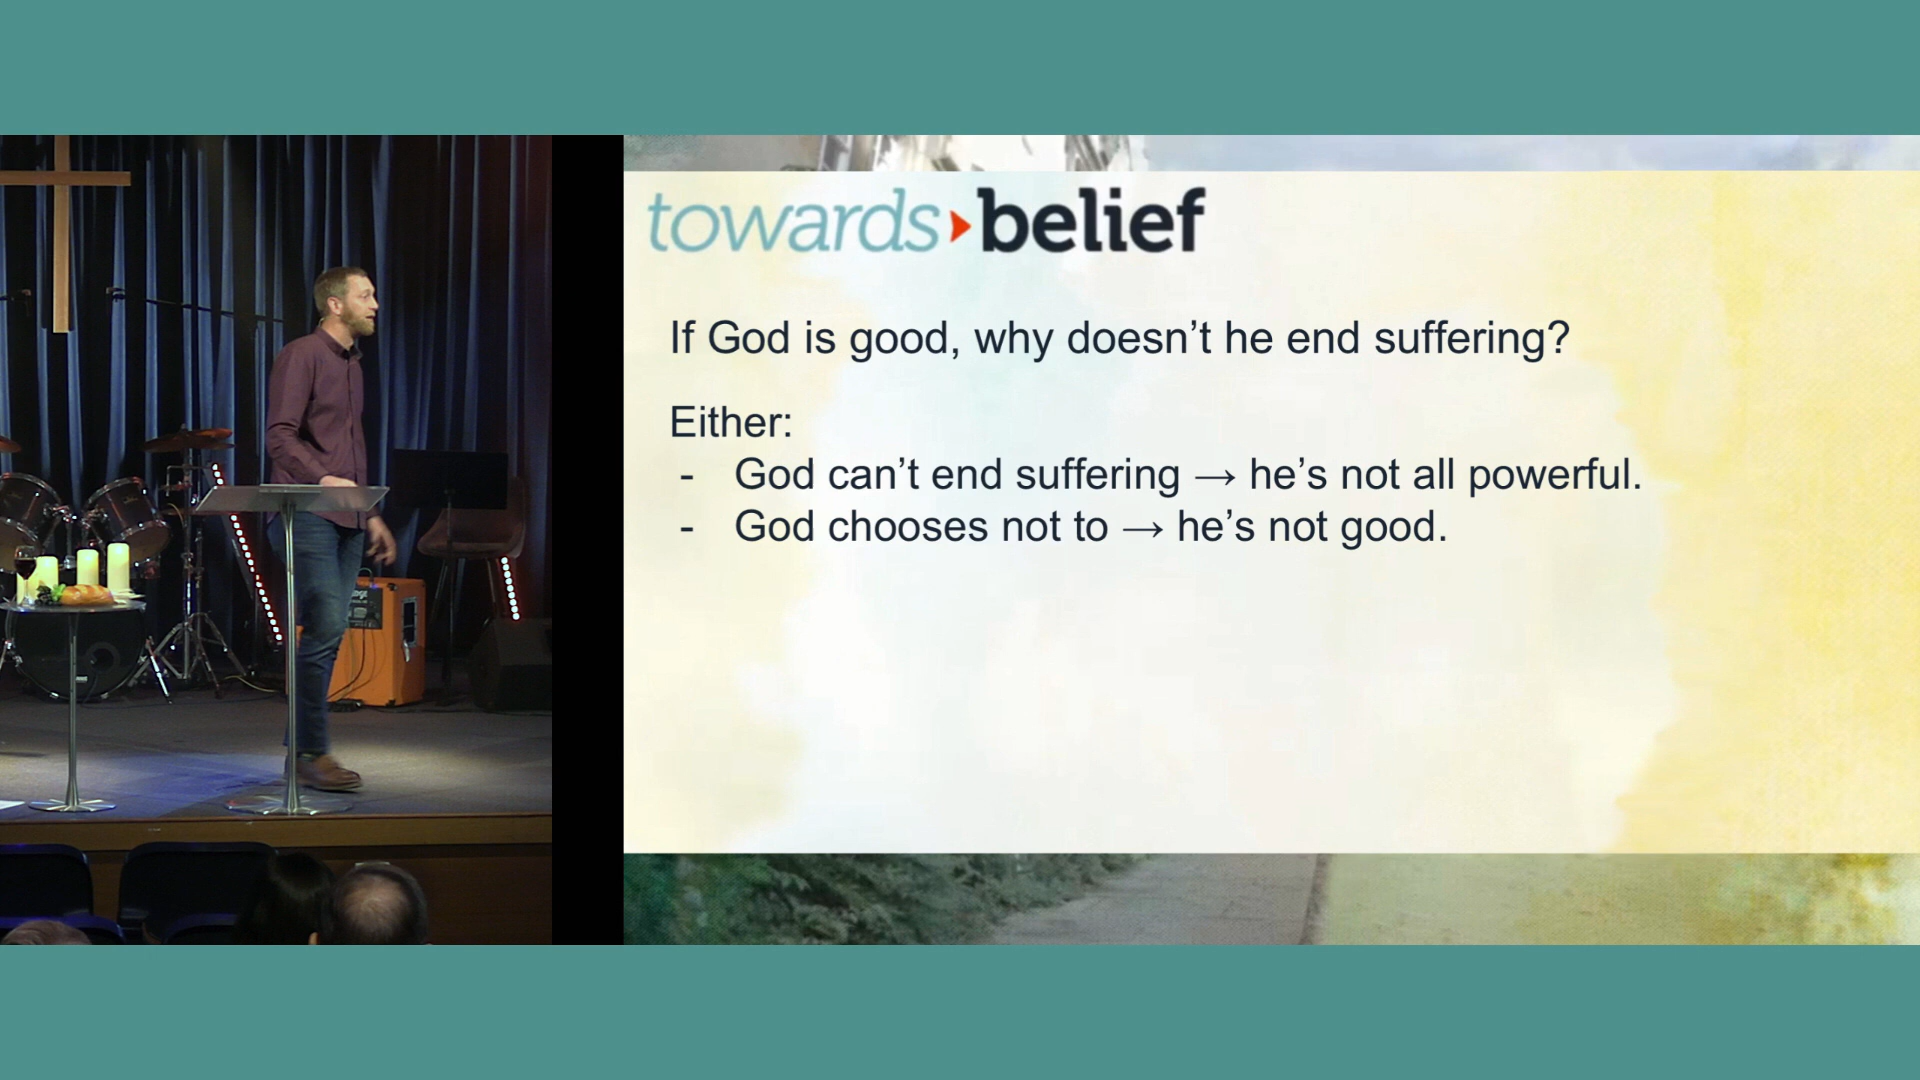 towards belief
If God is good, why doesn’t he end suffering?
Either:
- God can’t end suffering → he’s not all powerful.
- God chooses not to → he’s not good.